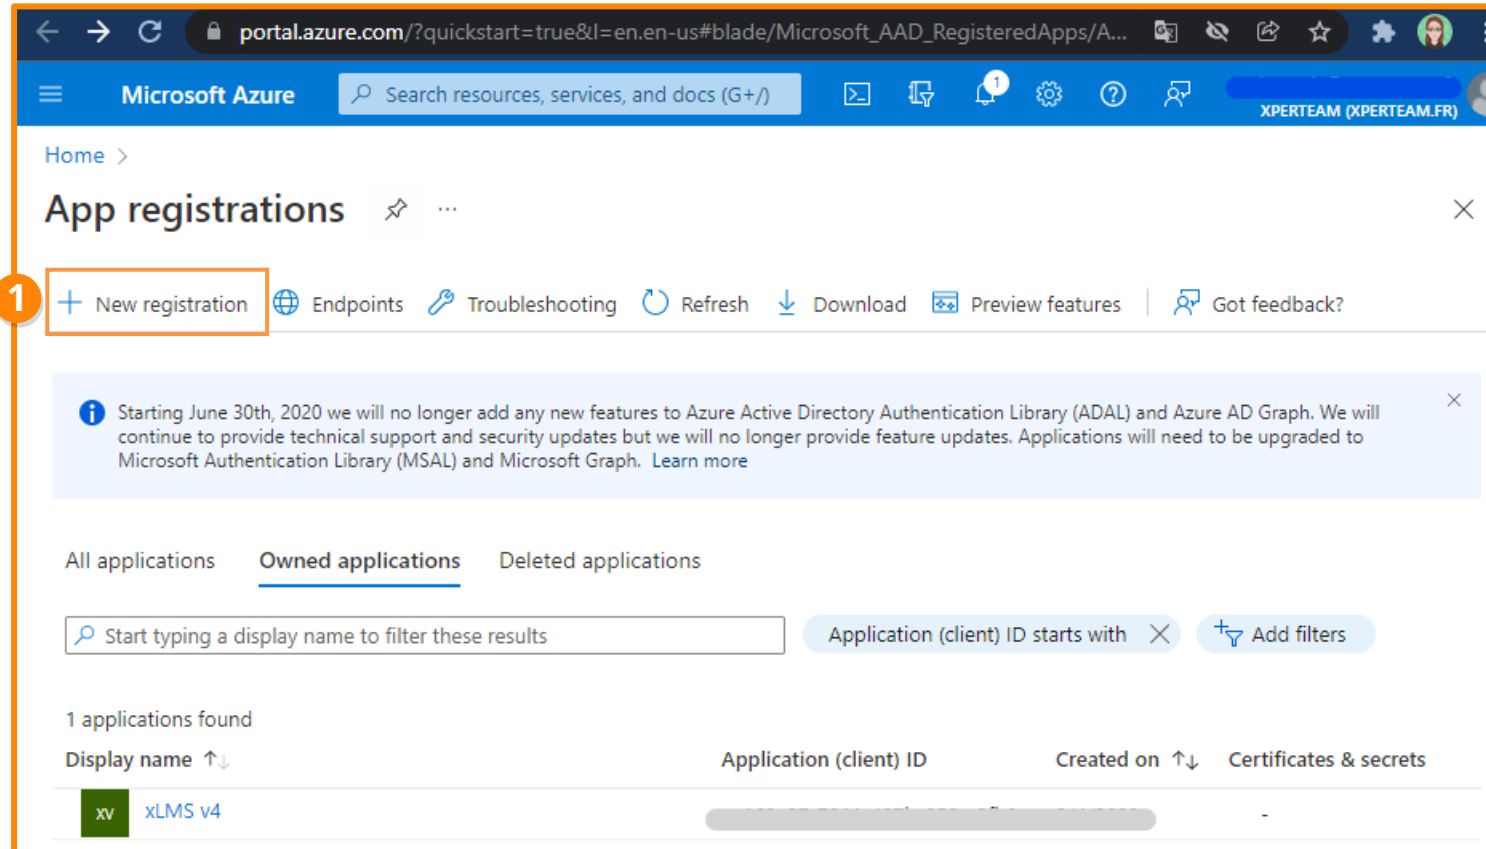 portal.azure.com/?quickstart=true&l=en.en-us#blade/Microsoft_AAD_RegisteredApps/A...
Microsoft Azure
Search resources, services, and docs (G+/)
1
XPERTEAM (XPERTEAM.FR)
Home >
App registrations
1
New registration
Endpoints
Troubleshooting
Refresh
Download
Preview features
Got feedback?
Starting June 30th, 2020 we will no longer add any new features to Azure Active Directory Authentication Library (ADAL) and Azure AD Graph. We will
continue to provide technical support and security updates but we will no longer provide feature updates. Applications will need to be upgraded to
Microsoft Authentication Library (MSAL) and Microsoft Graph. Learn more
All applications
Owned applications
Deleted applications
Start typing a display name to filter these results
Application (client) ID starts with
Add filters
1 applications found
Display name
Application (client) ID
Created on
Certificates & secrets
XV
xLMS v4
-